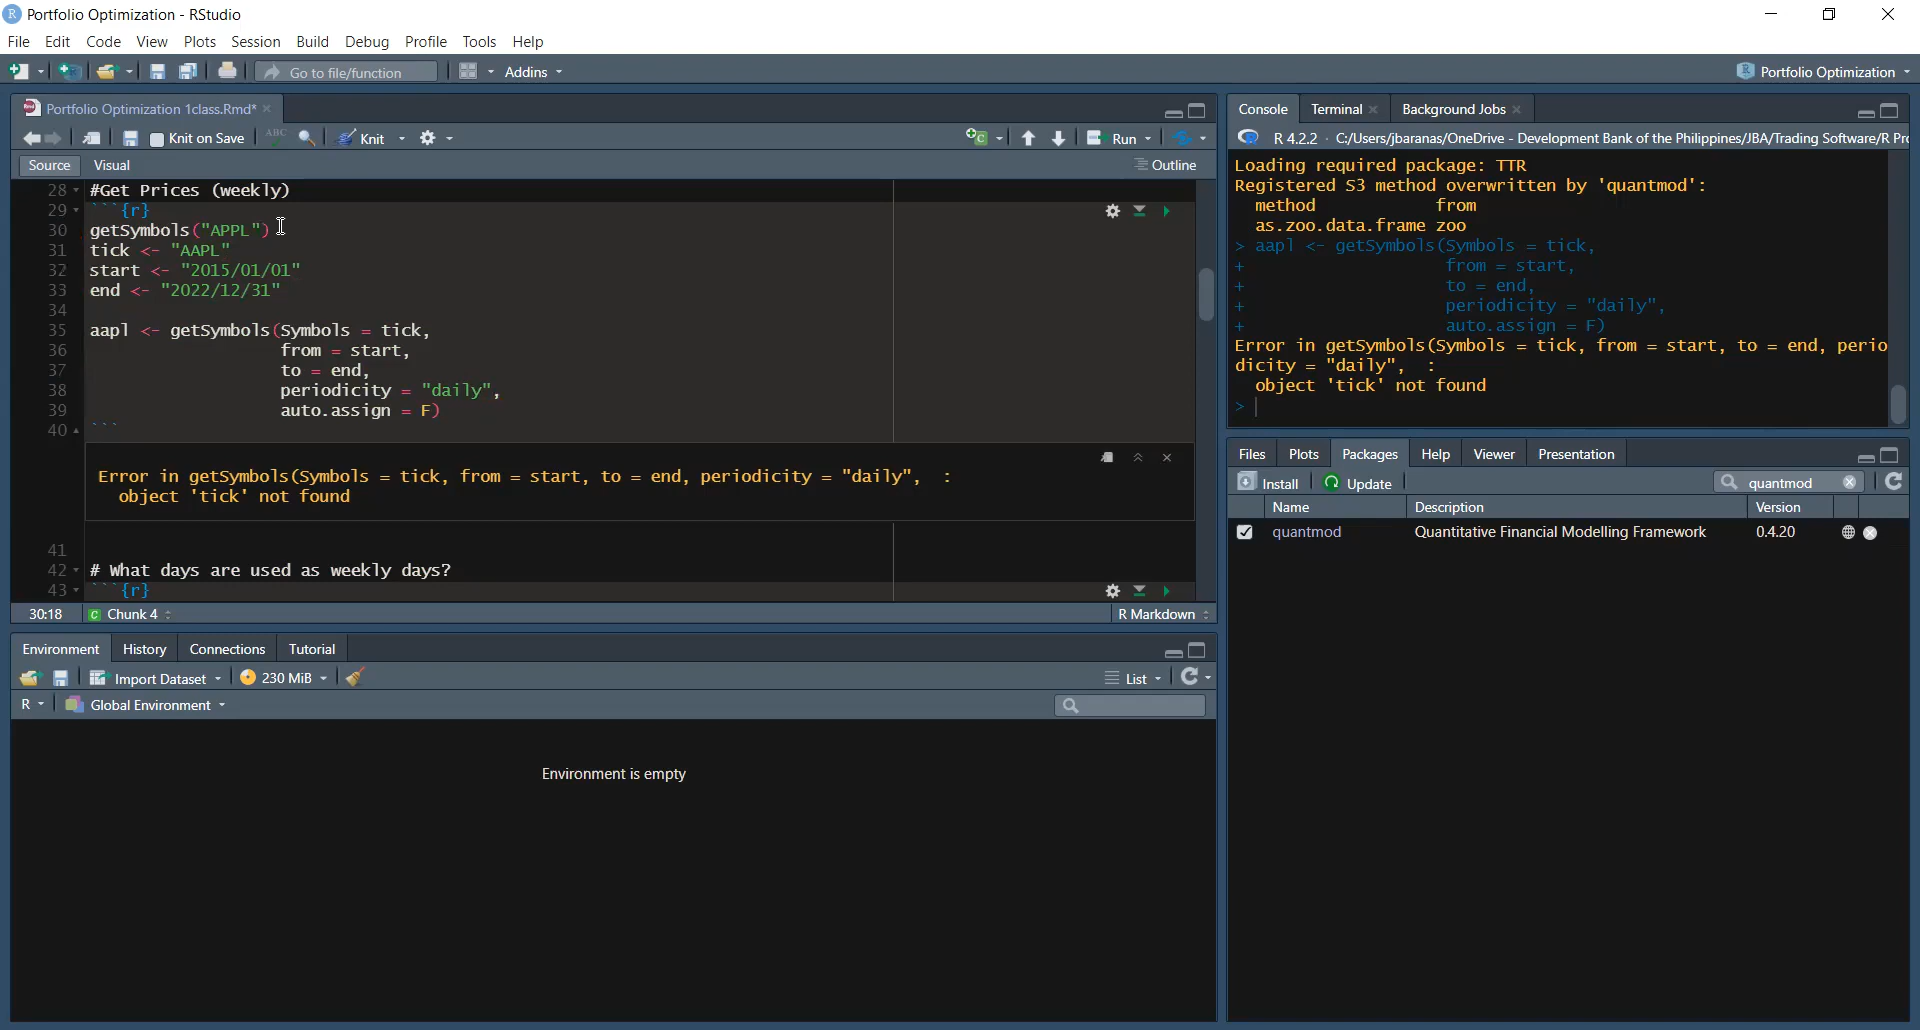 Portfolio Optimization - RStudio
File Edit Code View Plots Session Build Debug Profile Tools Help
Go to file/function Addins Portfolio Optimization
Portfolio Optimization 1class.Rmd*
Knit on Save ABC Knit Run
Source Visual Outline
28 #Get Prices (weekly)
29 ```{r}
30 getSymbols("APPL")
31 tick <- "AAPL"
32 start <- "2015/01/01"
33 end <- "2022/12/31"
34
35 aapl <- getSymbols(Symbols = tick,
36 from = start,
37 to = end,
38 periodicity = "daily",
39 auto.assign = F)
40 ```
Error in getSymbols(Symbols = tick, from = start, to = end, periodicity = "daily", :
object 'tick' not found
41
42 # What days are used as weekly days?
43 ```{r}
30:18 Chunk 4 R Markdown
Environment History Connections Tutorial
Import Dataset 230 MiB List
R Global Environment
Environment is empty
Console Terminal Background Jobs
R 4.2.2 · C:/Users/jbaranas/OneDrive - Development Bank of the Philippines/JBA/Trading Software/R Pr
Loading required package: TTR
Registered S3 method overwritten by 'quantmod':
method from
as.zoo.data.frame zoo
> aapl <- getSymbols(Symbols = tick,
+ from = start,
+ to = end,
+ periodicity = "daily",
+ auto.assign = F)
Error in getSymbols(Symbols = tick, from = start, to = end, perio
dicity = "daily", :
object 'tick' not found
>
Files Plots Packages Help Viewer Presentation
Install Update quantmod
Name Description Version
quantmod Quantitative Financial Modelling Framework 0.4.20